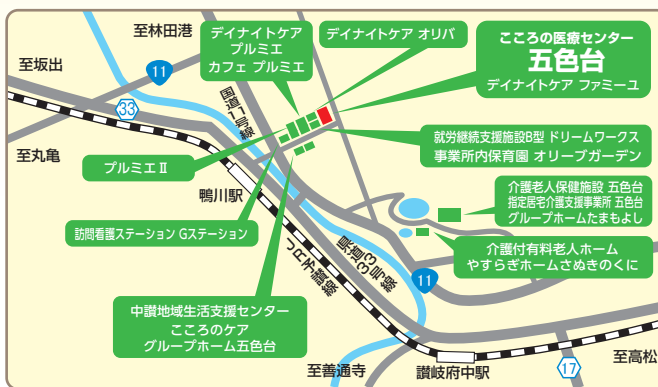 至林田港
デイナイトケア
プルミエ
カフェ プルミエ
デイナイトケア オリバ
こころの医療センター
五色台
デイナイトケア ファミーユ
至坂出
11
国道11号線
33
就労継続支援施設B型 ドリームワークス
事業所内保育園 オリーブガーデン
至丸亀
プルミエⅡ
鴨川駅
介護老人保健施設 五色台
指定居宅介護支援事業所 五色台
グループホームたまもよし
訪問看護ステーション Gステーション
介護付有料老人ホーム
やすらぎホームさぬきのくに
JR予讃線
県道33号線
11
中讃地域生活支援センター
こころのケア
グループホーム五色台
至善通寺
讃岐府中駅
17
至高松